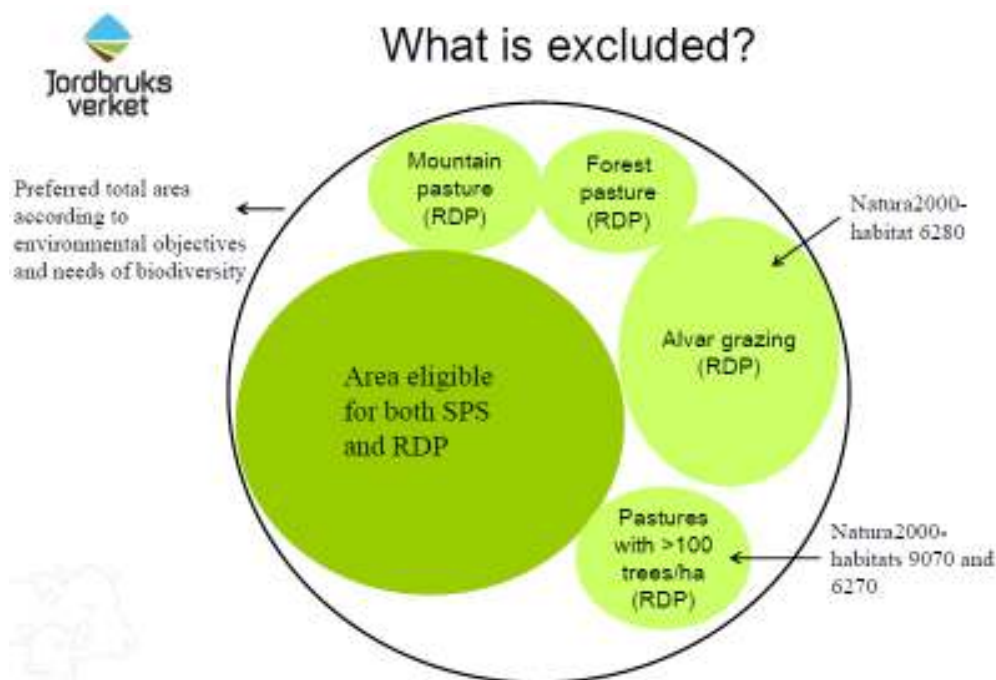 Jordbruks
verket
What is excluded?
Preferred total area
according to
environmental objectives
and needs of biodiversity
Mountain
pasture
(RDP)
Forest
pasture
(RDP)
Natura2000-
habitat 6280
Alvar grazing
(RDP)
Area eligible
for both SPS
and RDP
Pastures
with >100
trees/ha
(RDP)
Natura2000-
habitats 9070 and
6270